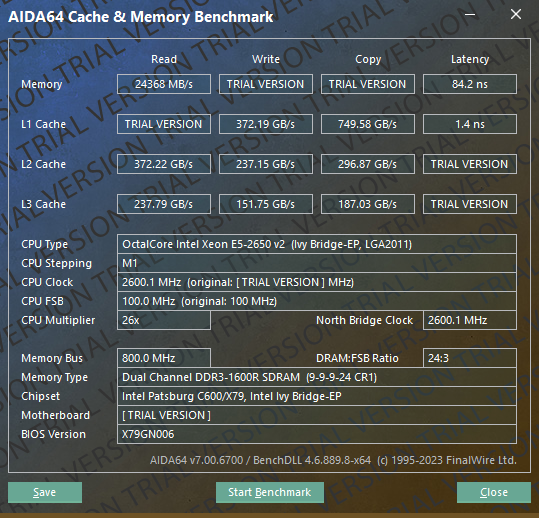 AIDA64 Cache & Memory Benchmark
Read Write Copy Latency
Memory 24368 MB/s TRIAL VERSION TRIAL VERSION 84.2 ns
L1 Cache TRIAL VERSION 372.19 GB/s 749.58 GB/s 1.4 ns
L2 Cache 372.22 GB/s 237.15 GB/s 296.87 GB/s TRIAL VERSION
L3 Cache 237.79 GB/s 151.75 GB/s 187.03 GB/s TRIAL VERSION
CPU Type OctalCore Intel Xeon E5-2650 v2 (Ivy Bridge-EP, LGA2011)
CPU Stepping M1
CPU Clock 2600.1 MHz (original: [ TRIAL VERSION ] MHz)
CPU FSB 100.0 MHz (original: 100 MHz)
CPU Multiplier 26x North Bridge Clock 2600.1 MHz
Memory Bus 800.0 MHz DRAM:FSB Ratio 24:3
Memory Type Dual Channel DDR3-1600R SDRAM (9-9-9-24 CR1)
Chipset Intel Patsburg C600/X79, Intel Ivy Bridge-EP
Motherboard [ TRIAL VERSION ]
BIOS Version X79GN006
AIDA64 v7.00.6700 / BenchDLL 4.6.889.8-x64 (c) 1995-2023 FinalWire Ltd.
Save Start Benchmark Close